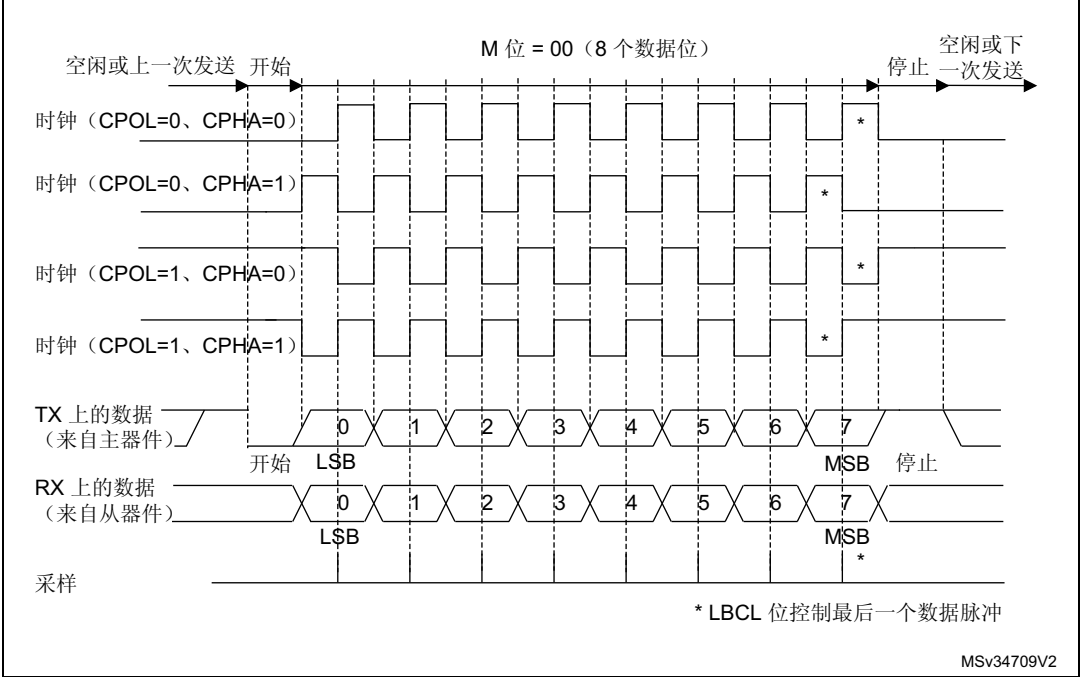 M 位 = 00（8 个数据位）
空闲或上一次发送
开始
停止
空闲或下
一次发送
时钟（CPOL=0、CPHA=0）
*
时钟（CPOL=0、CPHA=1）
*
时钟（CPOL=1、CPHA=0）
*
时钟（CPOL=1、CPHA=1）
*
TX 上的数据
（来自主器件）
0 1 2 3 4 5 6 7
开始 LSB MSB 停止
RX 上的数据
（来自从器件）
0 1 2 3 4 5 6 7
LSB MSB
*
采样
* LBCL 位控制最后一个数据脉冲
MSv34709V2